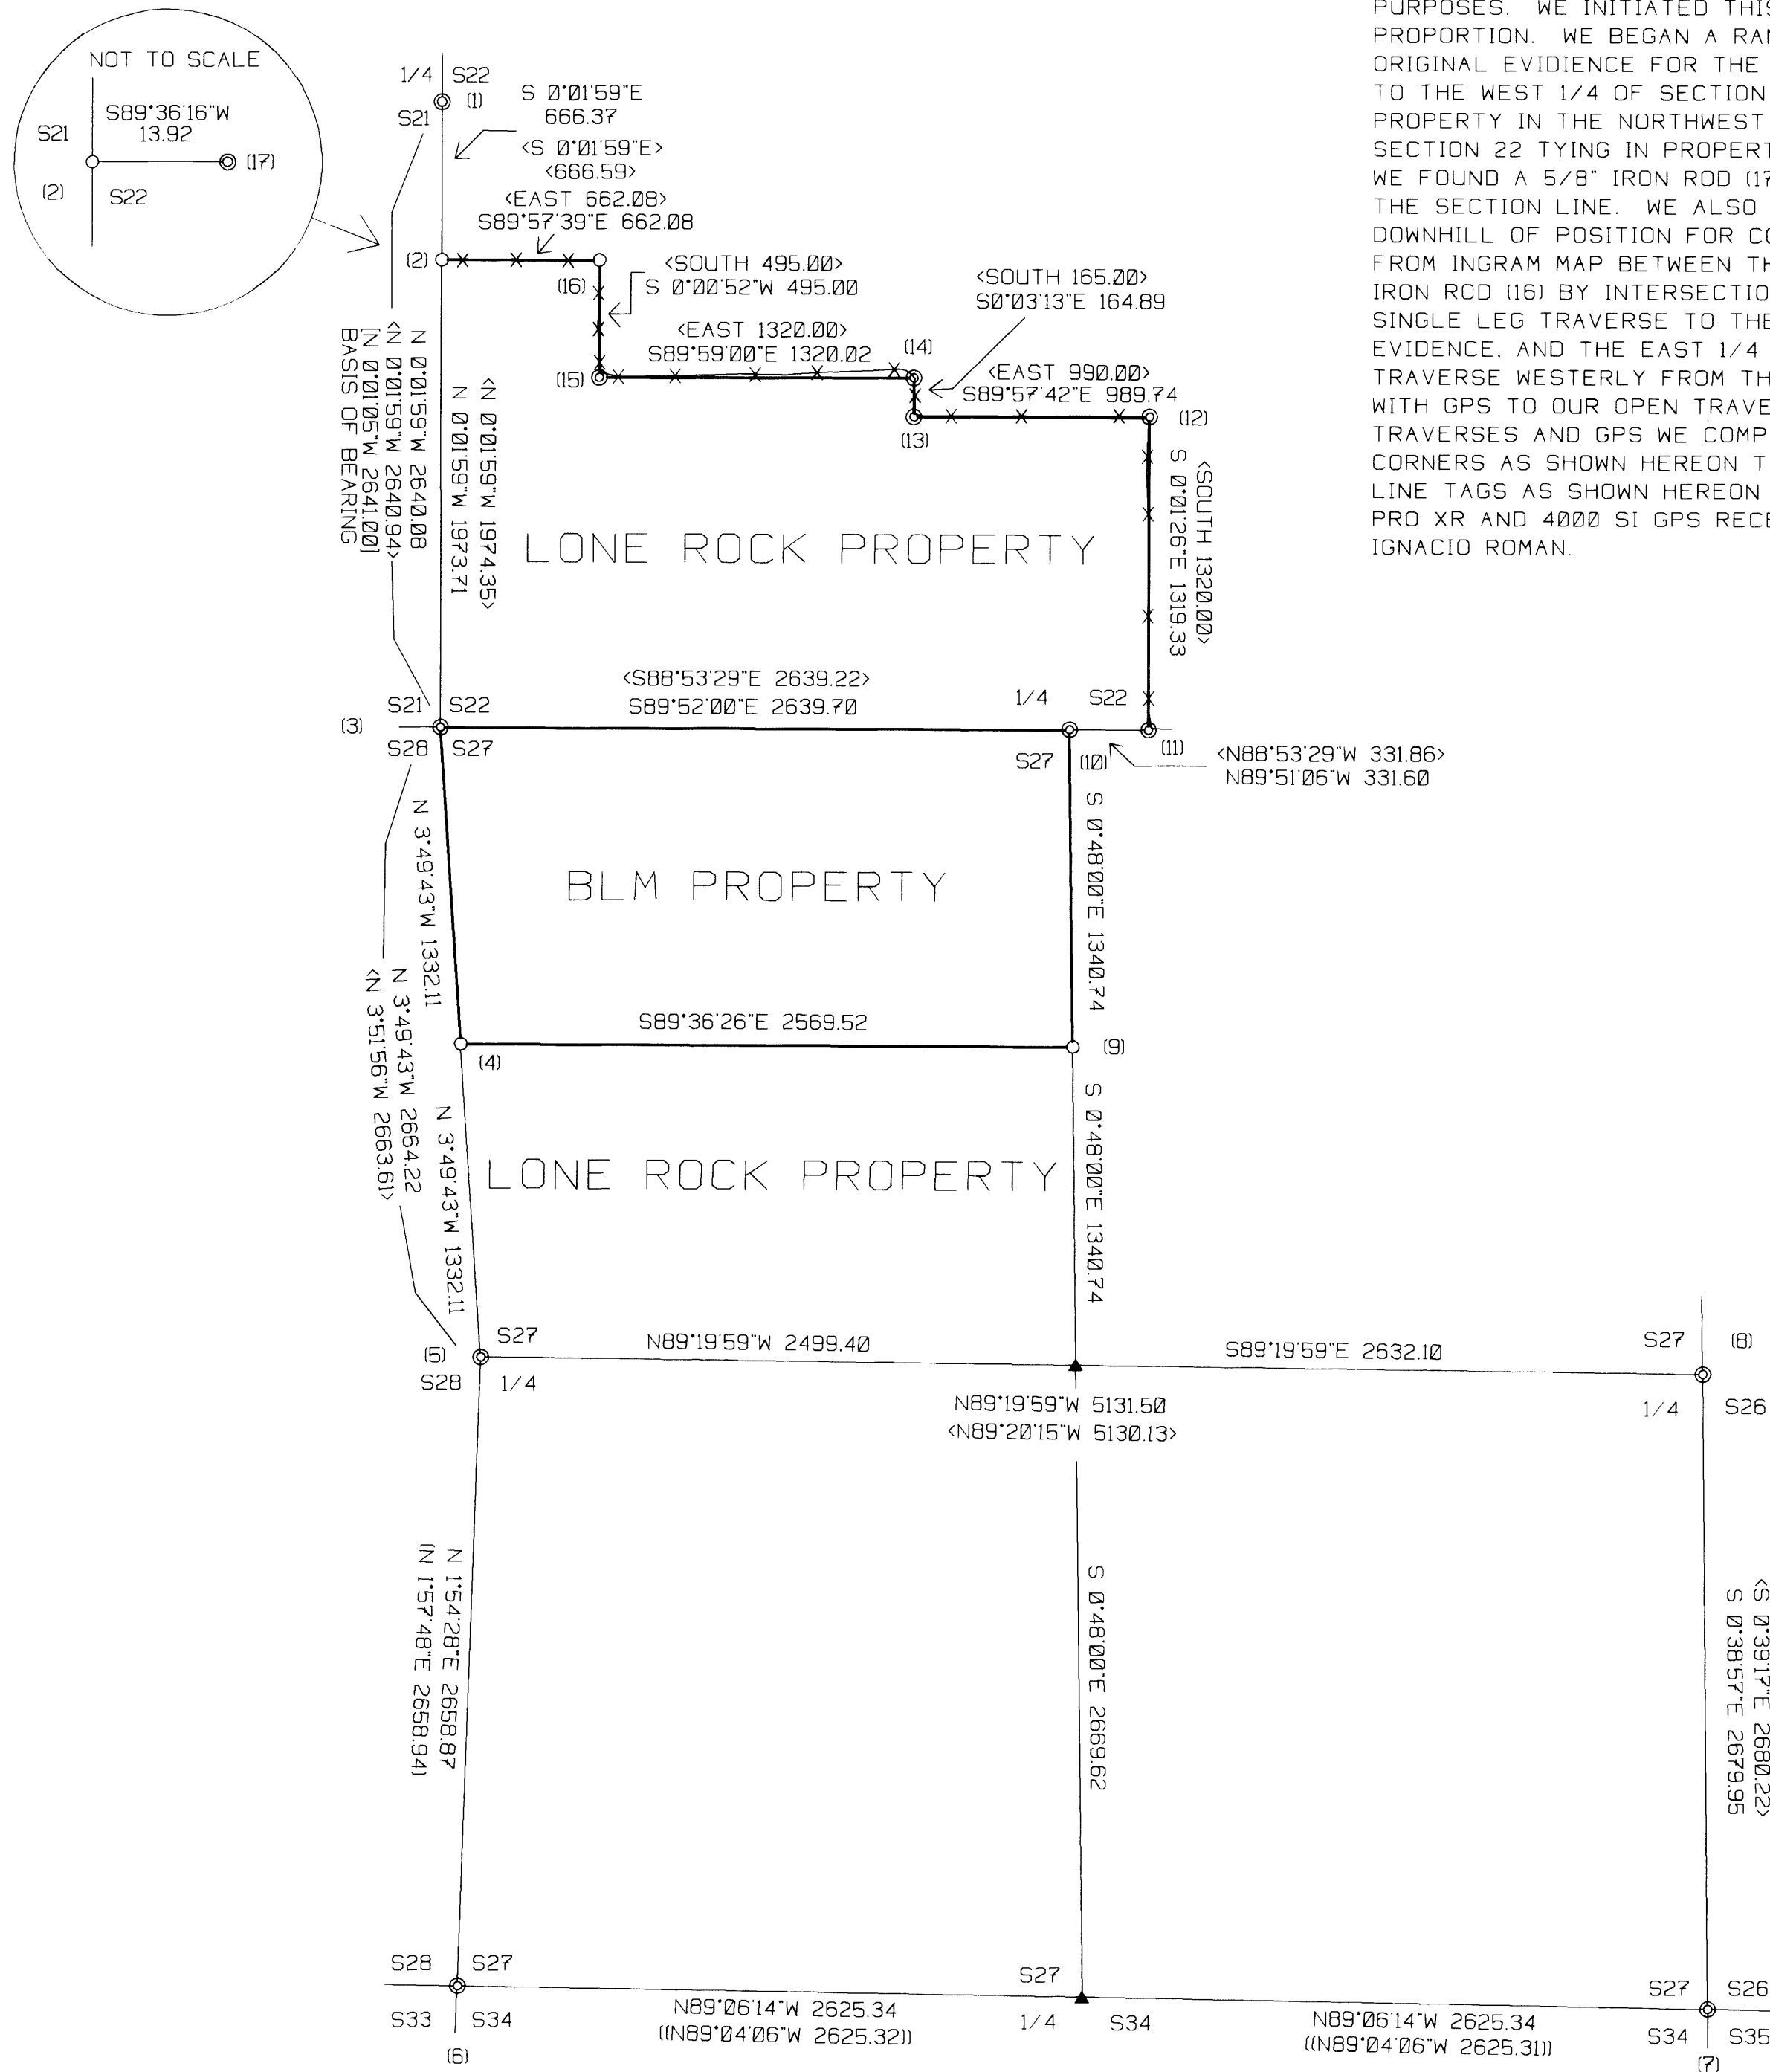 NOT TO SCALE
S89°36'16"W
13.92
S21
(17)
(2)
S22
1/4 S22
(1)
S21
S 0°01'59"E
666.37
<S 0°01'59"E>
<666.59>
<EAST 662.08>
S89°57'39"E 662.08
(2)
(16)
<SOUTH 495.00>
S 0°00'52"W 495.00
<EAST 1320.00>
S89°59'00"E 1320.02
(15)
(14)
<SOUTH 165.00>
S0°03'13"E 164.89
<EAST 990.00>
S89°57'42"E 989.74
(13)
(12)
<SOUTH 1320.00>
S 0°01'26"E 1319.33
N 0°01'59"W 2640.08
<N 0°01'59"W 2640.94>
[N 0°01'05"W 2641.00]
BASIS OF BEARING
<N 0°01'59"W 1974.35>
N 0°01'59"W 1973.71
LONE ROCK PROPERTY
<S88°53'29"E 2639.22>
S89°52'00"E 2639.70
1/4 S22
S21 S22
(3)
S28 S27
S27 (10)
(11)
<N88°53'29"W 331.86>
N89°51'06"W 331.60
N 3°49'43"W 1332.11
BLM PROPERTY
S 0°48'00"E 1340.74
S89°36'26"E 2569.52
(4)
(9)
N 3°49'43"W 2664.22
<N 3°51'56"W 2663.61>
N 3°49'43"W 1332.11
LONE ROCK PROPERTY
S 0°48'00"E 1340.74
S27
(5)
S28 1/4
N89°19'59"W 2499.40
S89°19'59"E 2632.10
S27 (8)
1/4 S26
N89°19'59"W 5131.50
<N89°20'15"W 5130.13>
N 1°54'28"E 2658.87
(N 1°57'48"E 2658.94)
S 0°48'00"E 2669.62
<S 0°39'17"E 2680.22>
S 0°38'57"E 2679.95
S28 S27
S33 S34
(6)
N89°06'14"W 2625.34
((N89°04'06"W 2625.32))
S27
1/4 S34
N89°06'14"W 2625.34
((N89°04'06"W 2625.31))
S27 S26
S34 S35
(7)
PURPOSES. WE INITIATED THIS
PROPORTION. WE BEGAN A RAN
ORIGINAL EVIDIENCE FOR THE
TO THE WEST 1/4 OF SECTION
PROPERTY IN THE NORTHWEST
SECTION 22 TYING IN PROPERT
WE FOUND A 5/8" IRON ROD (17
THE SECTION LINE. WE ALSO
DOWNHILL OF POSITION FOR CO
FROM INGRAM MAP BETWEEN TH
IRON ROD (16) BY INTERSECTIO
SINGLE LEG TRAVERSE TO THE
EVIDENCE, AND THE EAST 1/4
TRAVERSE WESTERLY FROM TH
WITH GPS TO OUR OPEN TRAVE
TRAVERSES AND GPS WE COMP
CORNERS AS SHOWN HEREON T
LINE TAGS AS SHOWN HEREON
PRO XR AND 4000 SI GPS RECE
IGNACIO ROMAN.